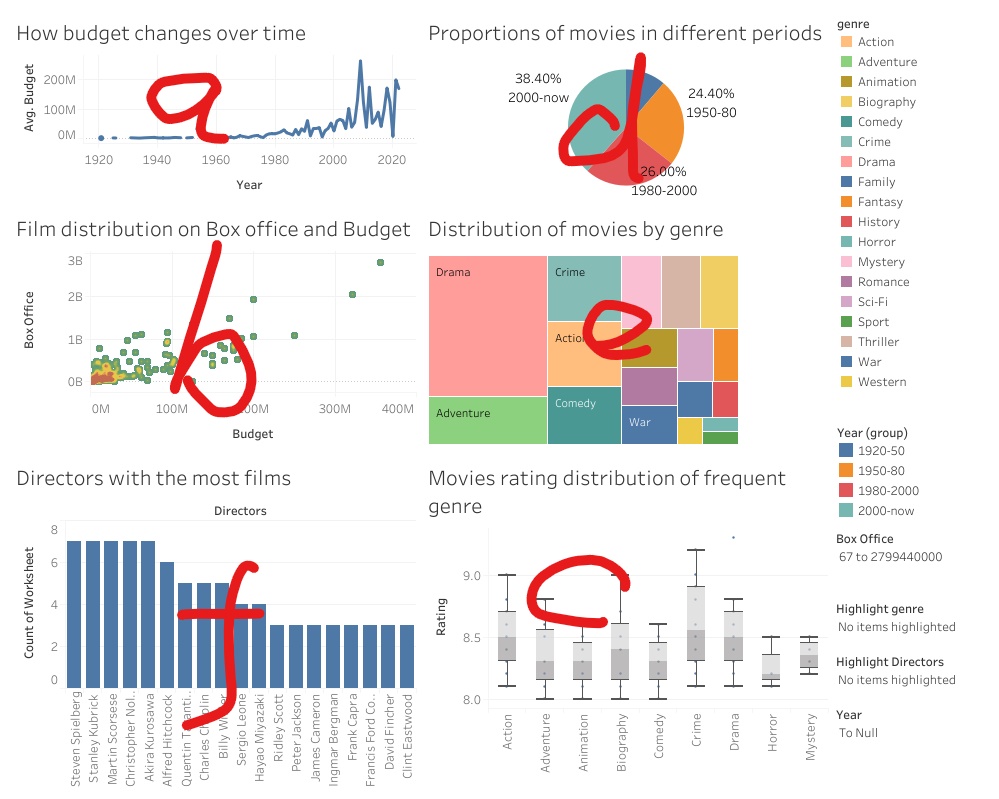 How budget changes over time
Avg. Budget
200M
100M
0M
1920 1940 1960 1980 2000 2020
Year
a
Proportions of movies in different periods
38.40%
2000-now
24.40%
1950-80
26.00%
1980-2000
d
Film distribution on Box office and Budget
Box Office
3B
2B
1B
0B
0M 100M 300M 400M
Budget
b
Distribution of movies by genre
Drama
Crime
Adventure
Comedy
War
e
Directors with the most films
Directors
Count of Worksheet
8
6
4
2
0
Steven Spielberg
Stanley Kubrick
Martin Scorsese
Christopher Nol..
Akira Kurosawa
Alfred Hitchcock
Charles Chaplin
Sergio Leone
Hayao Miyazaki
Ridley Scott
Peter Jackson
James Cameron
Ingmar Bergman
Frank Capra
Francis Ford Co..
David Fincher
Clint Eastwood
f
Movies rating distribution of frequent
genre
Rating
9.0
8.5
8.0
Action
Adventure
Animation
Biography
Comedy
Crime
Drama
Horror
Mystery
c
genre
Action
Adventure
Animation
Biography
Comedy
Crime
Drama
Family
Fantasy
History
Horror
Mystery
Romance
Sci-Fi
Sport
Thriller
War
Western
Year (group)
1920-50
1950-80
1980-2000
2000-now
Box Office
67 to 2799440000
Highlight genre
No items highlighted
Highlight Directors
No items highlighted
Year
To Null